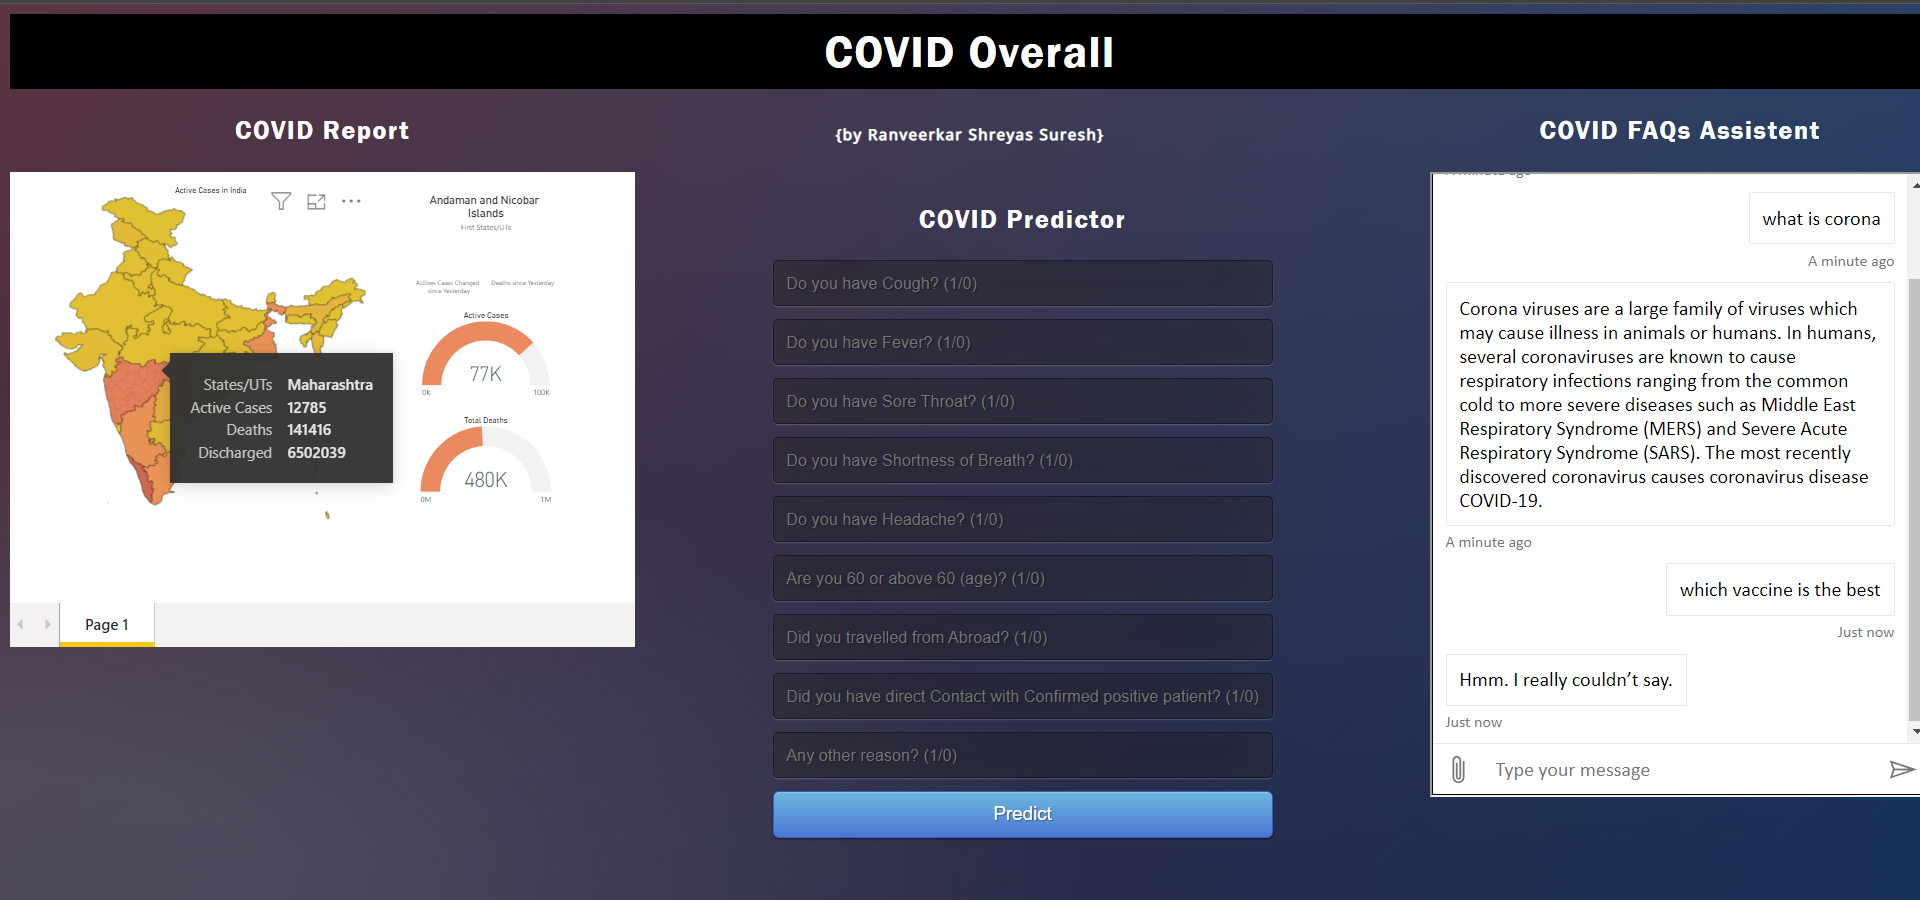 COVID Overall
COVID Report
{by Ranveerkar Shreyas Suresh}
COVID FAQs Assistent
Active Cases in India
Andaman and Nicobar
Islands
First States/UTs
Actives Cases Changed
since Yesterday
Deaths since Yesterday
Active Cases
77K
0K
100K
Total Deaths
480K
0M
1M
States/UTs Maharashtra
Active Cases 12785
Deaths 141416
Discharged 6502039
Page 1
COVID Predictor
Do you have Cough? (1/0)
Do you have Fever? (1/0)
Do you have Sore Throat? (1/0)
Do you have Shortness of Breath? (1/0)
Do you have Headache? (1/0)
Are you 60 or above 60 (age)? (1/0)
Did you travelled from Abroad? (1/0)
Did you have direct Contact with Confirmed positive patient? (1/0)
Any other reason? (1/0)
Predict
what is corona
A minute ago
Corona viruses are a large family of viruses which
may cause illness in animals or humans. In humans,
several coronaviruses are known to cause
respiratory infections ranging from the common
cold to more severe diseases such as Middle East
Respiratory Syndrome (MERS) and Severe Acute
Respiratory Syndrome (SARS). The most recently
discovered coronavirus causes coronavirus disease
COVID-19.
A minute ago
which vaccine is the best
Just now
Hmm. I really couldn’t say.
Just now
Type your message